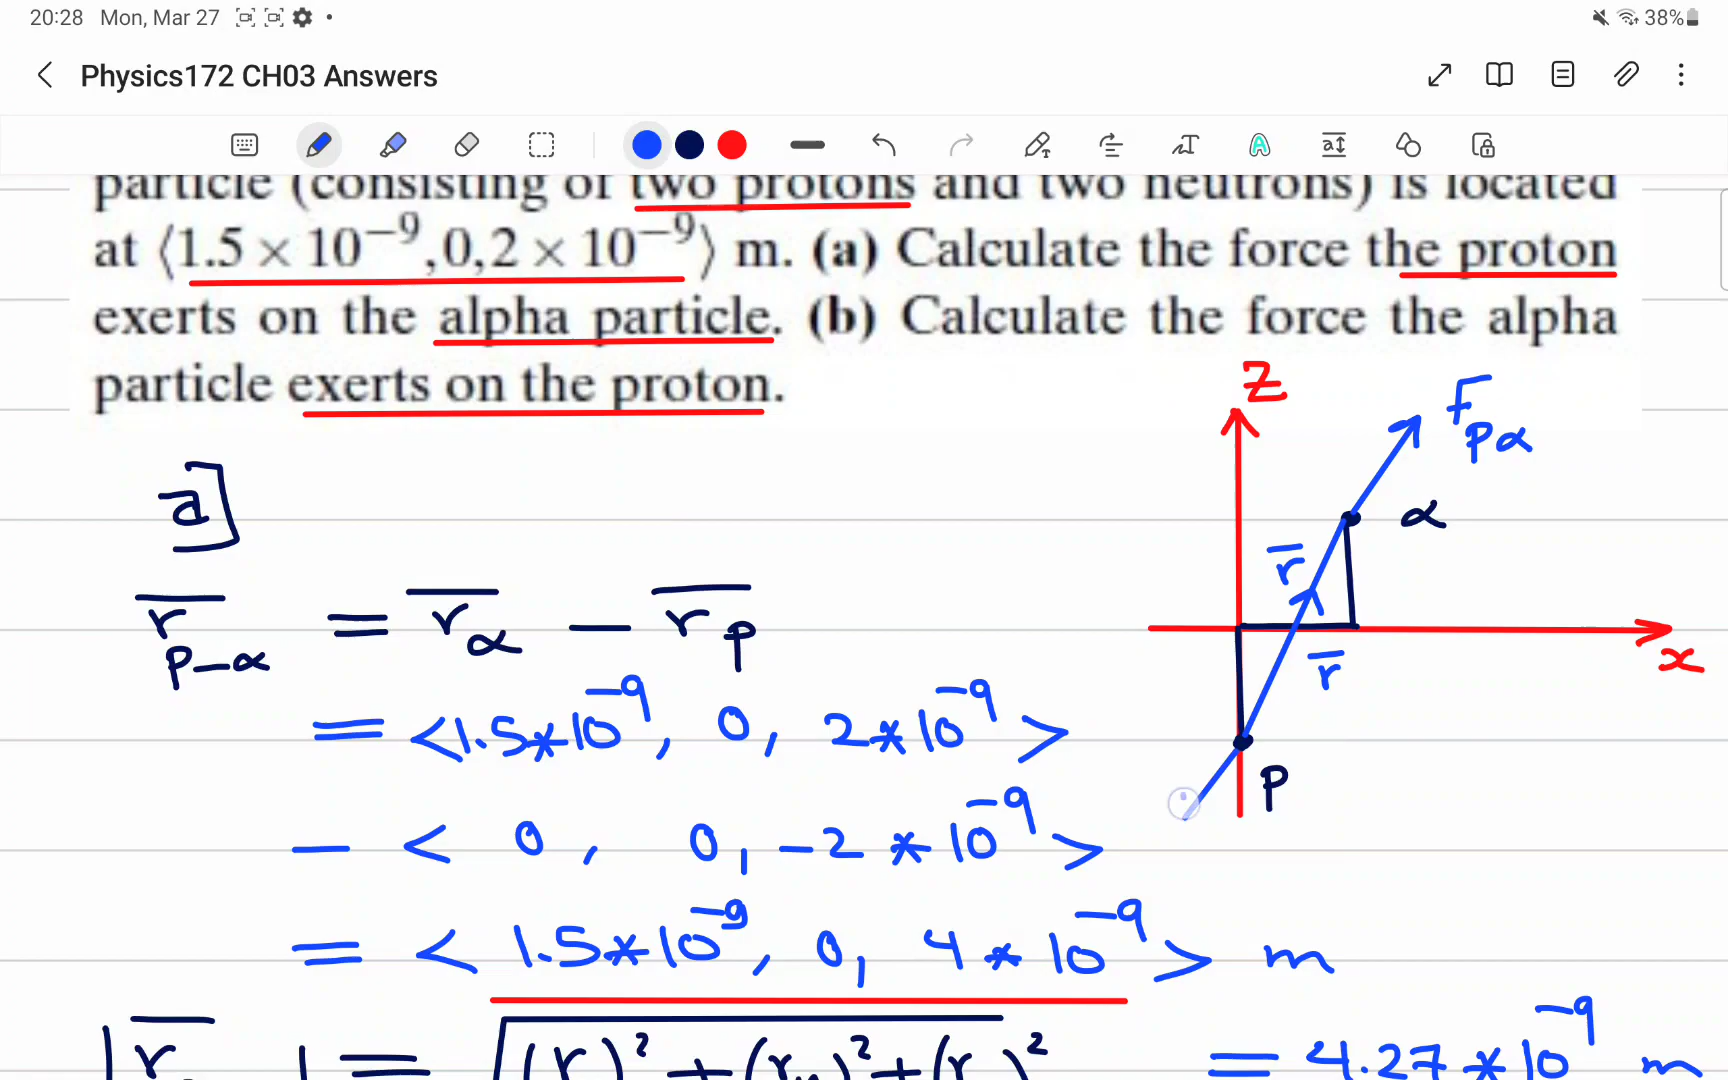 20:28 Mon, Mar 27 38%
Physics172 CH03 Answers
particle (consisting of two protons and two neutrons) is located
at ⟨1.5 × 10⁻⁹,0,2 × 10⁻⁹⟩ m. (a) Calculate the force the proton
exerts on the alpha particle. (b) Calculate the force the alpha
particle exerts on the proton.
z
F pα
a]
α
r̄
r̄ p-α = r̄ α − r̄ p
r̄
x
= <1.5*10⁻⁹, 0, 2*10⁻⁹>
P
− < 0, 0, −2*10⁻⁹>
= < 1.5*10⁻⁹, 0, 4*10⁻⁹> m
= 4.27*10⁻⁹ m